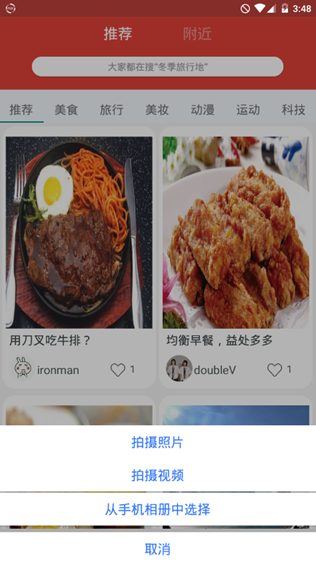 3:48
推荐 附近
大家都在搜"冬季旅行地"
推荐 美食 旅行 美妆 动漫 运动 科技
用刀叉吃牛排？ 均衡早餐，益处多多
ironman 1 doubleV 1
拍摄照片
拍摄视频
从手机相册中选择
取消